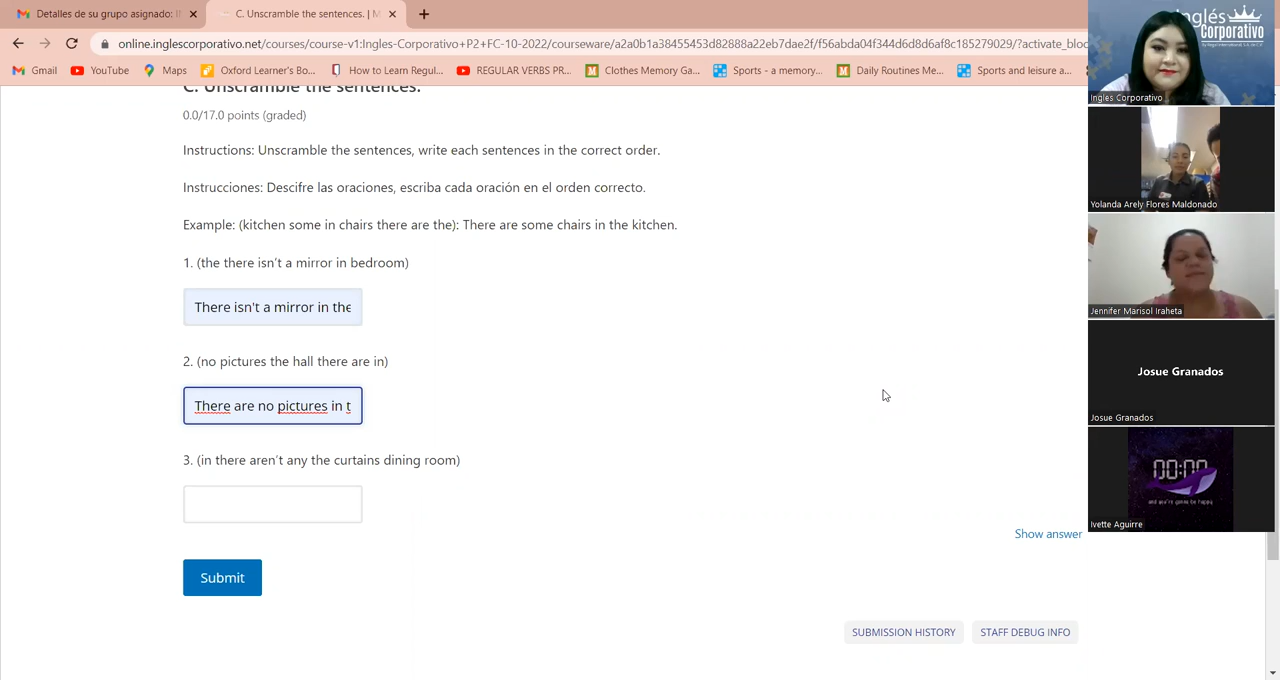 Detalles de su grupo asignado: I
C. Unscramble the sentences. | M
online.inglescorporativo.net/courses/course-v1:Ingles-Corporativo+P2+FC-10-2022/courseware/a2a0b1a38455453d82888a22eb7dae2f/f56abda04f344d6d8d6af8c185279029/?activate_bloc
Gmail
YouTube
Maps
Oxford Learner's Bo...
How to Learn Regul...
REGULAR VERBS PR...
Clothes Memory Ga...
Sports - a memory...
Daily Routines Me...
Sports and leisure a...
C. Unscramble the sentences.
0.0/17.0 points (graded)
Instructions: Unscramble the sentences, write each sentences in the correct order.
Instrucciones: Descifre las oraciones, escriba cada oración en el orden correcto.
Example: (kitchen some in chairs there are the): There are some chairs in the kitchen.
1. (the there isn’t a mirror in bedroom)
There isn't a mirror in the
2. (no pictures the hall there are in)
There are no pictures in t
3. (in there aren’t any the curtains dining room)
Show answer
Submit
SUBMISSION HISTORY
STAFF DEBUG INFO
Inglés
Corporativo
Ingles Corporativo
Yolanda Arely Flores Maldonado
Jennifer Marisol Iraheta
Josue Granados
Josue Granados
00:00
and we're gonna be happy
Ivette Aguirre